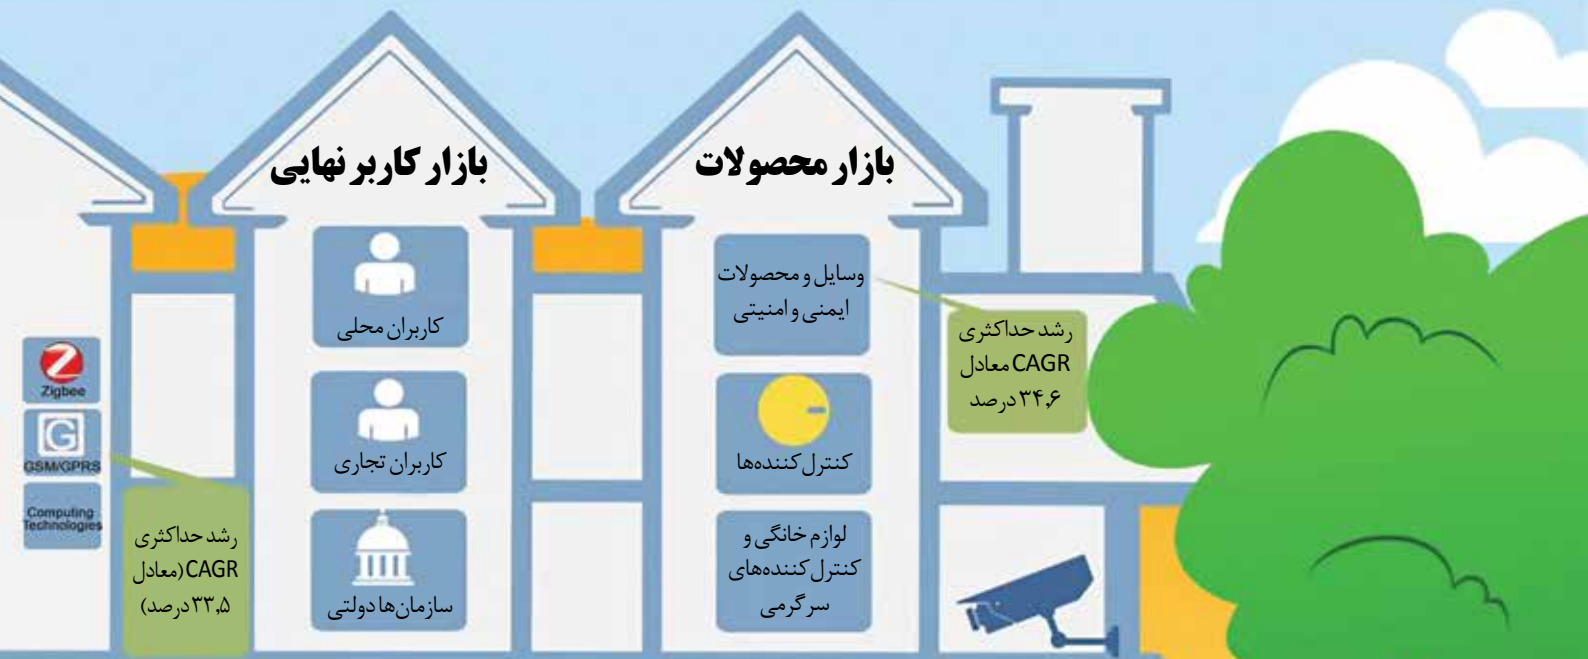 بازار محصولات
وسایل و محصولات
ایمنی و امنیتی
رشد حداکثری
CAGR معادل
۳۴٫۶ درصد
کنترل‌کننده‌ها
لوازم خانگی و
کنترل‌کننده‌های
سرگرمی
بازار کاربر نهایی
کاربران محلی
کاربران تجاری
سازمان‌ها دولتی
Zigbee
G
GSM/GPRS
Computing
Technologies
رشد حداکثری
CAGR(معادل
۳۳٫۵ درصد)